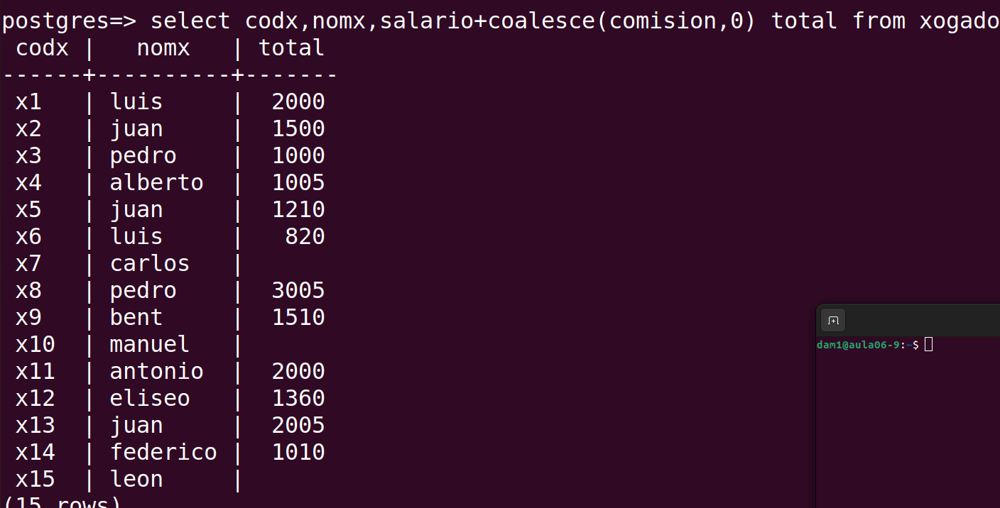 postgres=> select codx,nomx,salario+coalesce(comision,0) total from xogado
 codx |   nomx   | total
------+----------+-------
 x1   | luis     |  2000
 x2   | juan     |  1500
 x3   | pedro    |  1000
 x4   | alberto  |  1005
 x5   | juan     |  1210
 x6   | luis     |   820
 x7   | carlos   |
 x8   | pedro    |  3005
 x9   | bent     |  1510
 x10  | manuel   |
 x11  | antonio  |  2000
 x12  | eliseo   |  1360
 x13  | juan     |  2005
 x14  | federico |  1010
 x15  | leon     |
(15 rows)
dam1@aula06-9:~$